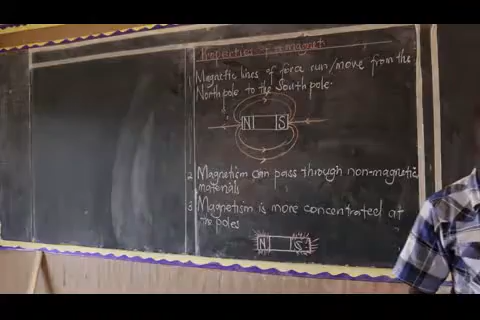 Properties of a magnet
1 Magnetic lines of force run/move from the
North pole to the South pole.
N S
2 Magnetism can pass through non-magnetic
materials
3 Magnetism is more concentrated at
the poles
N S